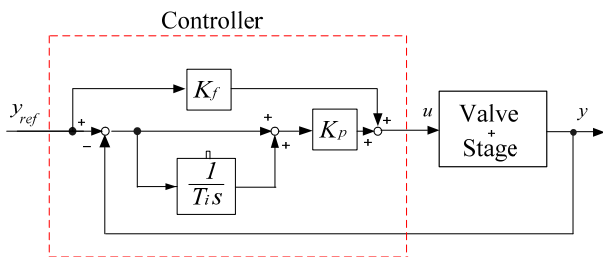 Controller
K_f
y_ref
+
−
+
+
K_p
+
+
u
Valve
+
Stage
y
1
T_i s